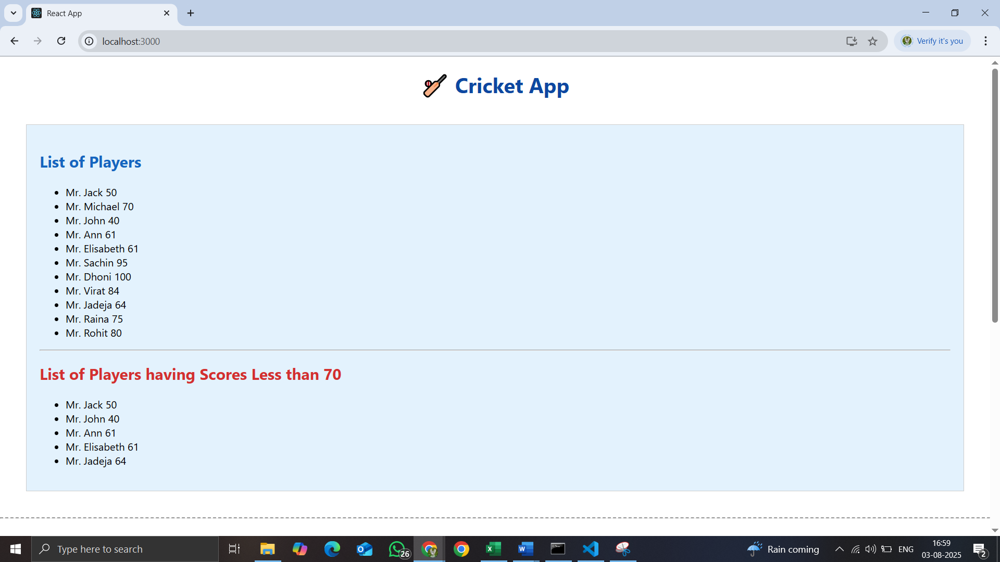 React App
localhost:3000
Verify it's you
Cricket App
List of Players
Mr. Jack 50
Mr. Michael 70
Mr. John 40
Mr. Ann 61
Mr. Elisabeth 61
Mr. Sachin 95
Mr. Dhoni 100
Mr. Virat 84
Mr. Jadeja 64
Mr. Raina 75
Mr. Rohit 80
List of Players having Scores Less than 70
Mr. Jack 50
Mr. John 40
Mr. Ann 61
Mr. Elisabeth 61
Mr. Jadeja 64
Type here to search
26
Rain coming
ENG
16:59
03-08-2025
2